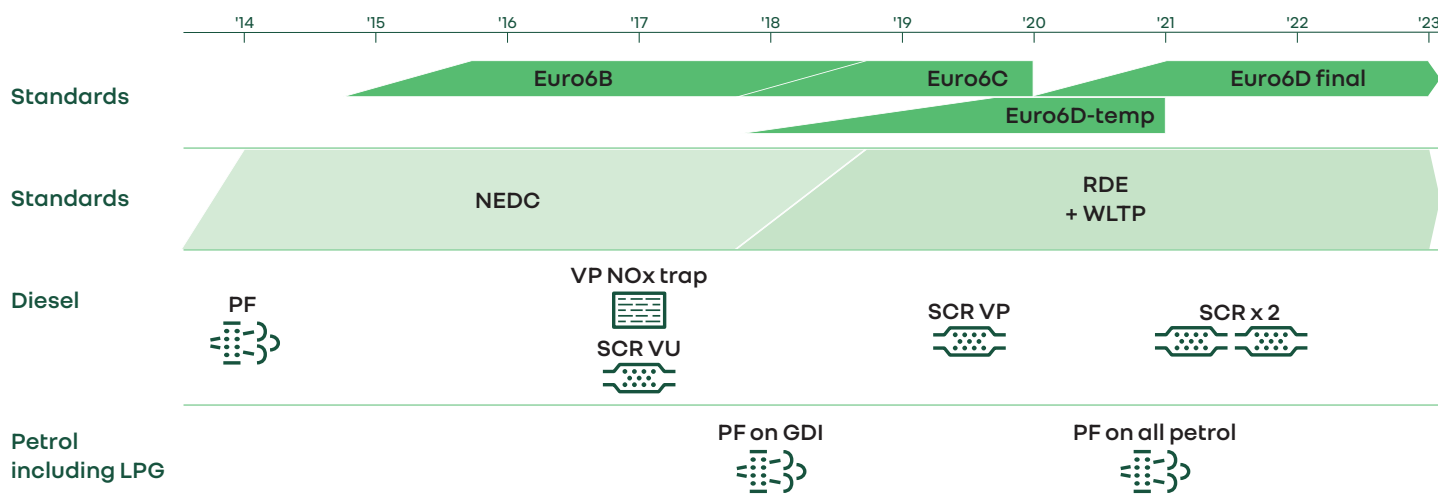 '14 '15 '16 '17 '18 '19 '20 '21 '22 '23
Standards
Euro6B
Euro6C
Euro6D final
Euro6D-temp
Standards
NEDC
RDE
+ WLTP
Diesel
PF
VP NOx trap
SCR VU
SCR VP
SCR x 2
Petrol
including LPG
PF on GDI
PF on all petrol